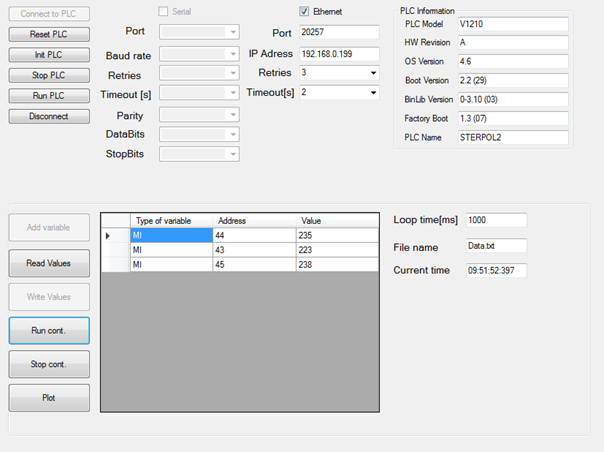 Connect to PLC
Reset PLC
Init PLC
Stop PLC
Run PLC
Disconnect
Serial
Port
Baud rate
Retries
Timeout [s]
Parity
DataBits
StopBits
Ethernet
Port 20257
IP Adress 192.168.0.199
Retries 3
Timeout[s] 2
PLC Information
PLC Model V1210
HW Revision A
OS Version 4.6
Boot Version 2.2 (29)
BinLib Version 0-3.10 (03)
Factory Boot 1.3 (07)
PLC Name STERPOL2
Add variable
Read Values
Write Values
Run cont.
Stop cont.
Plot
Type of variable Address Value
MI 44 235
MI 43 223
MI 45 238
Loop time[ms] 1000
File name Data.txt
Current time 09:51:52:397